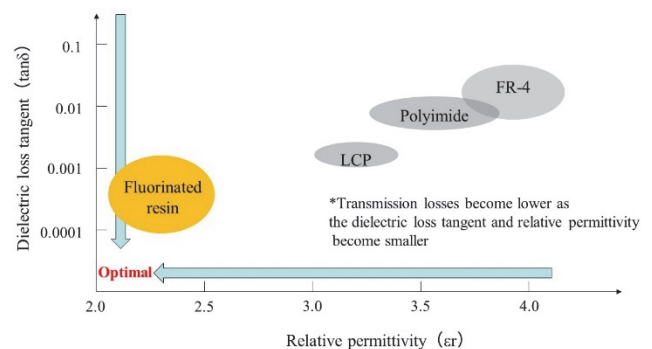 Dielectric loss tangent (tanδ)
0.1
0.01
0.001
0.0001
FR-4
Polyimide
LCP
Fluorinated
resin
*Transmission losses become lower as
the dielectric loss tangent and relative permittivity
become smaller
Optimal
2.0 2.5 3.0 3.5 4.0
Relative permittivity (εr)